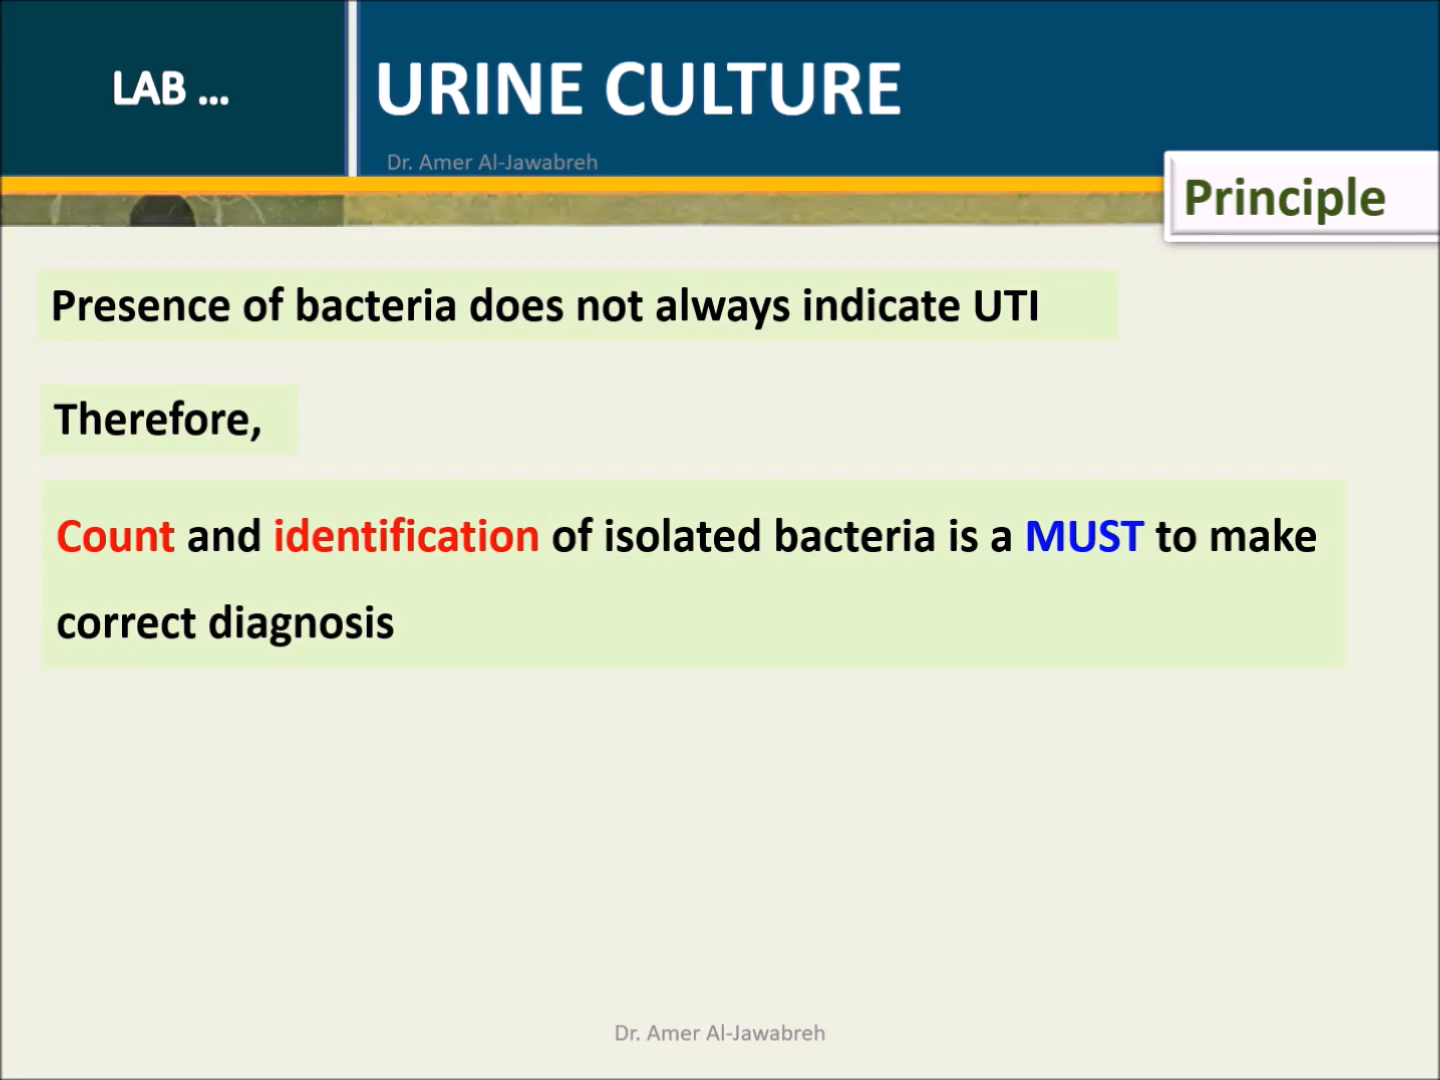 LAB ...
URINE CULTURE
Dr. Amer Al-Jawabreh
Principle
Presence of bacteria does not always indicate UTI
Therefore,
Count and identification of isolated bacteria is a MUST to make
correct diagnosis
Dr. Amer Al-Jawabreh